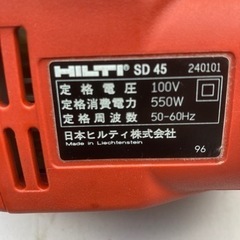 HILTI SD 45 240101
定格電圧 100V
定格消費電力 550W
定格周波数 50-60Hz
日本ヒルティ株式会社
Made in Liechtenstein 96